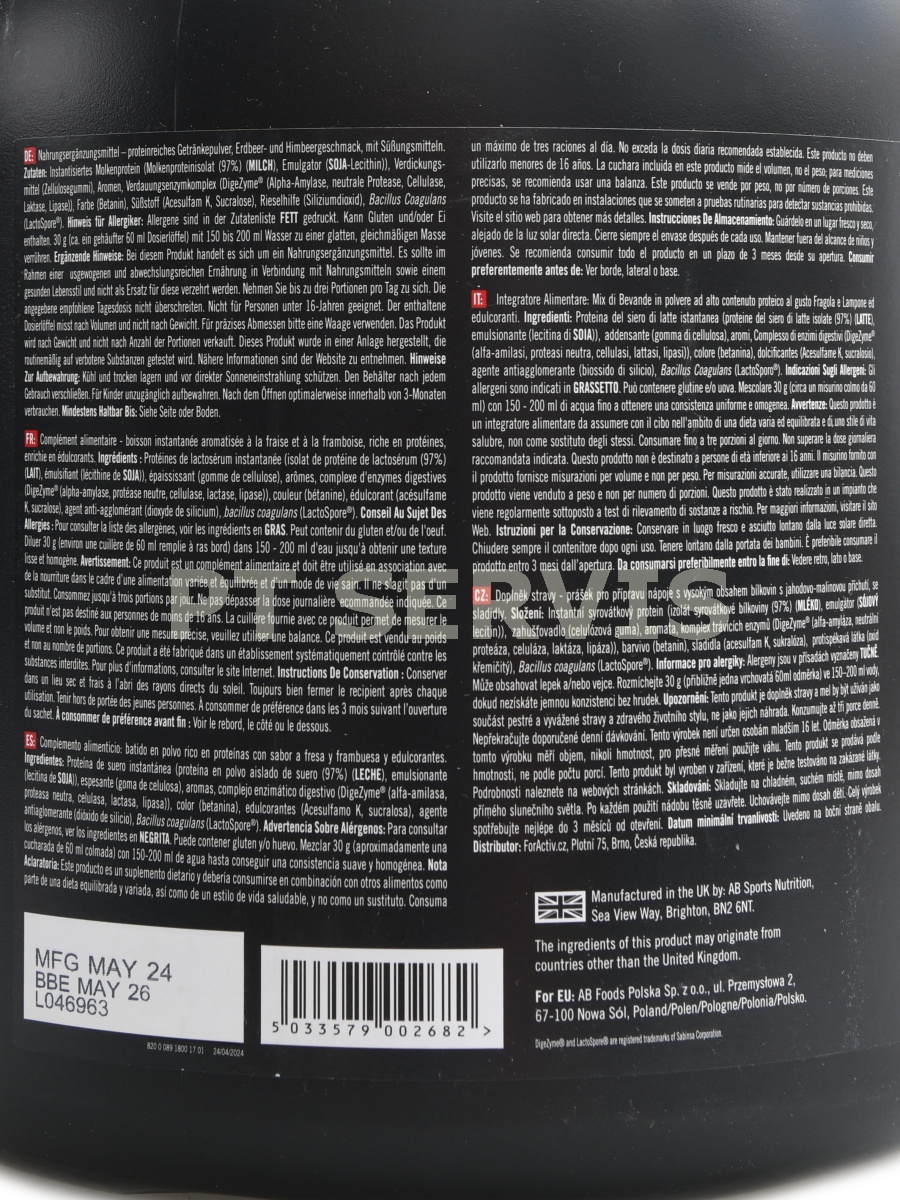 DE: Nahrungsergänzungsmittel – proteinreiches Getränkepulver, Erdbeer- und Himbeergeschmack, mit Süßungsmitteln.
Zutaten: Instantisiertes Molkenprotein (Molkenproteinisolat (97%) (MILCH), Emulgator (SOJA-Lecithin)), Verdickungs-
mittel (Zellulosegummi), Aromen, Verdauungsenzymkomplex (DigeZyme® (Alpha-Amylase, neutrale Protease, Cellulase,
Laktase, Lipase)), Farbe (Betanin), Süßstoff (Acesulfam K, Sucralose), Rieselhilfe (Siliziumdioxid), Bacillus Coagulans
(LactoSpore®). Hinweis für Allergiker: Allergene sind in der Zutatenliste FETT gedruckt. Kann Gluten und/oder Ei
enthalten. 30 g (ca. ein gehäufter 60 ml Dosierlöffel) mit 150 bis 200 ml Wasser zu einer glatten, gleichmäßigen Masse
verrühren. Ergänzende Hinweise: Bei diesem Produkt handelt es sich um ein Nahrungsergänzungsmittel. Es sollte im
Rahmen einer usgewogenen und abwechslungsreichen Ernährung in Verbindung mit Nahrungsmitteln sowie einem
gesunden Lebensstil und nicht als Ersatz für diese verzehrt werden. Nehmen Sie bis zu drei Portionen pro Tag zu sich. Die
angegebene empfohlene Tagesdosis nicht überschreiten. Nicht für Personen unter 16-Jahren geeignet. Der enthaltene
Dosierlöffel misst nach Volumen und nicht nach Gewicht. Für präzises Abmessen bitte eine Waage verwenden. Das Produkt
wird nach Gewicht und nicht nach Anzahl der Portionen verkauft. Dieses Produkt wurde in einer Anlage hergestellt, die
routinemäßig auf verbotene Substanzen getestet wird. Nähere Informationen sind der Website zu entnehmen. Hinweise
Zur Aufbewahrung: Kühl und trocken lagern und vor direkter Sonneneinstrahlung schützen. Den Behälter nach jedem
Gebrauch verschließen. Für Kinder unzugänglich aufbewahren. Nach dem Öffnen optimalerweise innerhalb von 3-Monaten
verbrauchen. Mindestens Haltbar Bis: Siehe Seite oder Boden.
FR: Complément alimentaire - boisson instantanée aromatisée à la fraise et à la framboise, riche en protéines,
enrichie en édulcorants. Ingrédients : Protéines de lactosérum instantanée (isolat de protéine de lactosérum (97%)
(LAIT), émulsifiant (lécithine de SOJA)), épaississant (gomme de cellulose), arômes, complexe d'enzymes digestives
(DigeZyme® (alpha-amylase, protéase neutre, cellulase, lactase, lipase)), couleur (bétanine), édulcorant (acésulfame
K, sucralose), agent anti-agglomérant (dioxyde de silicium), bacillus coagulans (LactoSpore®). Conseil Au Sujet Des
Allergies : Pour consulter la liste des allergènes, voir les ingrédients en GRAS. Peut contenir du gluten et/ou de l'œuf.
Diluer 30 g (environ une cuillère de 60 ml remplie à ras bord) dans 150 - 200 ml d'eau jusqu'à obtenir une texture
lisse et homogène. Avertissement: Ce produit est un complément alimentaire et doit être utilisé en association avec
de la nourriture dans le cadre d'une alimentation variée et équilibrée et d'un mode de vie sain. Il ne s'agit pas d'un
substitut. Consommez jusqu'à trois portions par jour. Ne pas dépasser la dose journalière recommandée indiquée. Ce
produit n'est pas destiné aux personnes de moins de 16 ans. La cuillère fournie avec ce produit permet de mesurer le
volume et non le poids. Pour obtenir une mesure précise, veuillez utiliser une balance. Ce produit est vendu au poids
et non au nombre de portions. Ce produit a été fabriqué dans un établissement systématiquement contrôlé contre les
substances interdites. Pour plus d'informations, consulter le site Internet. Instructions De Conservation : Conserver
dans un lieu sec et frais à l'abri des rayons directs du soleil. Toujours bien fermer le recipient après chaque
utilisation. Tenir hors de portée des jeunes personnes. À consommer de préférence dans les 3 mois suivant l'ouverture
du sachet. À consommer de préférence avant fin : Voir le rebord, le côté ou le dessous.
ES: Complemento alimenticio: batido en polvo rico en proteínas con sabor a fresa y frambuesa y edulcorantes.
Ingredientes: Proteína de suero instantánea (proteína en polvo aislado de suero (97%) (LECHE), emulsionante
(lecitina de SOJA)), espesante (goma de celulosa), aromas, complejo enzimático digestivo (DigeZyme® (alfa-amilasa,
proteasa neutra, celulasa, lactasa, lipasa)), color (betanina), edulcorantes (Acesulfamo K, sucralosa), agente
antiaglomerante (dióxido de silicio), Bacillus coagulans (LactoSpore®). Advertencia Sobre Alérgenos: Para consultar
los alérgenos, ver los ingredientes en NEGRITA. Puede contener gluten y/o huevo. Mezclar 30 g (aproximadamente una
cucharada de 60 ml colmada) con 150-200 ml de agua hasta conseguir una consistencia suave y homogénea. Nota
Aclaratoria: Este producto es un suplemento dietario y debería consumirse en combinación con otros alimentos como
parte de una dieta equilibrada y variada, así como de un estilo de vida saludable, y no como un sustituto. Consuma
un máximo de tres raciones al día. No exceda la dosis diaria recomendada establecida. Este producto no deben
utilizarlo menores de 16 años. La cuchara incluida en este producto mide el volumen, no el peso; para mediciones
precisas, se recomienda usar una balanza. Este producto se vende por peso, no por número de porciones. Este
producto se ha fabricado en instalaciones que se someten a pruebas rutinarias para detectar sustancias prohibidas.
Visite el sitio web para obtener más detalles. Instrucciones De Almacenamiento: Guárdelo en un lugar fresco y seco,
alejado de la luz solar directa. Cierre siempre el envase después de cada uso. Mantener fuera del alcance de niños y
jóvenes. Se recomienda consumir todo el producto en un plazo de 3 meses desde su apertura. Consumir
preferentemente antes de: Ver borde, lateral o base.
IT: Integratore Alimentare: Mix di Bevande in polvere ad alto contenuto proteico al gusto Fragola e Lampone ed
edulcoranti. Ingredienti: Proteina del siero di latte istantanea (proteine del siero di latte isolate (97%) (LATTE),
emulsionante (lecitina di SOIA)), addensante (gomma di cellulosa), aromi, Complesso di enzimi digestivi (DigeZyme®
(alfa-amilasi, proteasi neutra, cellulasi, lattasi, lipasi)), colore (betanina), dolcificanti (Acesulfame K, sucralosio),
agente antiagglomerante (biossido di silicio), Bacillus Coagulans (LactoSpore®). Indicazioni Sugli Allergeni: Gli
allergeni sono indicati in GRASSETTO. Può contenere glutine e/o uova. Mescolare 30 g (circa un misurino colmo da 60
ml) con 150 - 200 ml di acqua fino a ottenere una consistenza uniforme e omogenea. Avvertenze: Questo prodotto è
un integratore alimentare da assumere con il cibo nell'ambito di una dieta varia ed equilibrata e di uno stile di vita
salubre, non come sostituto degli stessi. Consumare fino a tre porzioni al giorno. Non superare la dose giornaliera
raccomandata indicata. Questo prodotto non è destinato a persone di età inferiore ai 16 anni. Il misurino fornito con
il prodotto fornisce misurazioni per volume e non per peso. Per misurazioni accurate, utilizzare una bilancia. Questo
prodotto viene venduto a peso e non per numero di porzioni. Questo prodotto è stato realizzato in un impianto che
viene regolarmente sottoposto a test di rilevamento di sostanze a rischio. Per maggiori informazioni, visitare il sito
Web. Istruzioni per la Conservazione: Conservare in luogo fresco e asciutto lontano dalla luce solare diretta.
Chiudere sempre il contenitore dopo ogni uso. Tenere lontano dalla portata dei bambini. È preferibile consumare il
prodotto entro 3 mesi dall'apertura. Da consumarsi preferibilmente entro la fine di: Vedere retro, lato o base.
CZ: Doplněk stravy - prášek pro přípravu nápoje s vysokým obsahem bílkovin s jahodovo-malinovou příchutí, se
sladidly. Složení: Instantní syrovátkový protein (izolát syrovátkové bílkoviny (97%) (MLÉKO), emulgátor (SÓJOVÝ
lecitin)), zahušťovadlo (celulózová guma), aromata, komplex trávicích enzymů (DigeZyme® (alfa-amyláza, neutrální
proteáza, celuláza, laktáza, lipáza)), barvivo (betanin), sladidla (acesulfam K, sukralóza), protispékavá látka (oxid
křemičitý), Bacillus coagulans (LactoSpore®). Informace pro alergiky: Alergeny jsou v přísadách vyznačeny TUČNĚ.
Může obsahovat lepek a/nebo vejce. Rozmíchejte 30 g (přibližně jedna vrchovatá 60ml odměrka) ve 150–200 ml vody,
dokud nezískáte jemnou konzistenci bez hrudek. Upozornění: Tento produkt je doplněk stravy a mel by být užíván jako
součást pestré a vyvážené stravy a zdravého životního stylu, ne jako jejich náhrada. Konzumujte až tři porce denně.
Nepřekračujte doporučené denní dávkování. Tento výrobek není určen osobám mladším 16 let. Odměrka obsažená v
tomto výrobku měří objem, nikoli hmotnost, pro přesné měření použijte váhu. Tento produkt se prodává podle
hmotnosti, ne podle počtu porcí. Tento produkt byl vyroben v zařízení, které je bežne testováno na zakázané látky.
Podrobnosti naleznete na webových stránkách. Skladování: Skladujte na chladném, suchém místě, mimo dosah
přímého slunečního světla. Po každém použití nádobu těsně uzavřete. Uchovávejte mimo dosah dětí. Celý výrobek
spotřebujte nejlépe do 3 měsíců od otevření. Datum minimální trvanlivosti: Uvedeno na boční straně obalu.
Distributor: ForActiv.cz, Plotní 75, Brno, Česká republika.
PT SERVIS
Manufactured in the UK by: AB Sports Nutrition,
Sea View Way, Brighton, BN2 6NT.
The ingredients of this product may originate from
countries other than the United Kingdom.
For EU: AB Foods Polska Sp. z o.o., ul. Przemysłowa 2,
67-100 Nowa Sól, Poland/Polen/Pologne/Polonia/Polsko.
DigeZyme® and LactoSpore® are registered trademarks of Sabinsa Corporation.
MFG MAY 24
BBE MAY 26
L046963
5 033579 002682 >
820 0 089 1800 17 01 24/04/2024